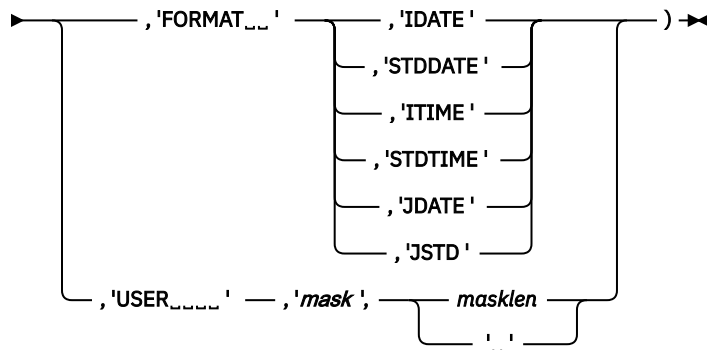 ,'FORMAT␣␣' ,'IDATE' )
,'STDDATE'
,'ITIME'
,'STDTIME'
,'JDATE'
,'JSTD'
,'USER␣␣␣␣' ,'mask', masklen